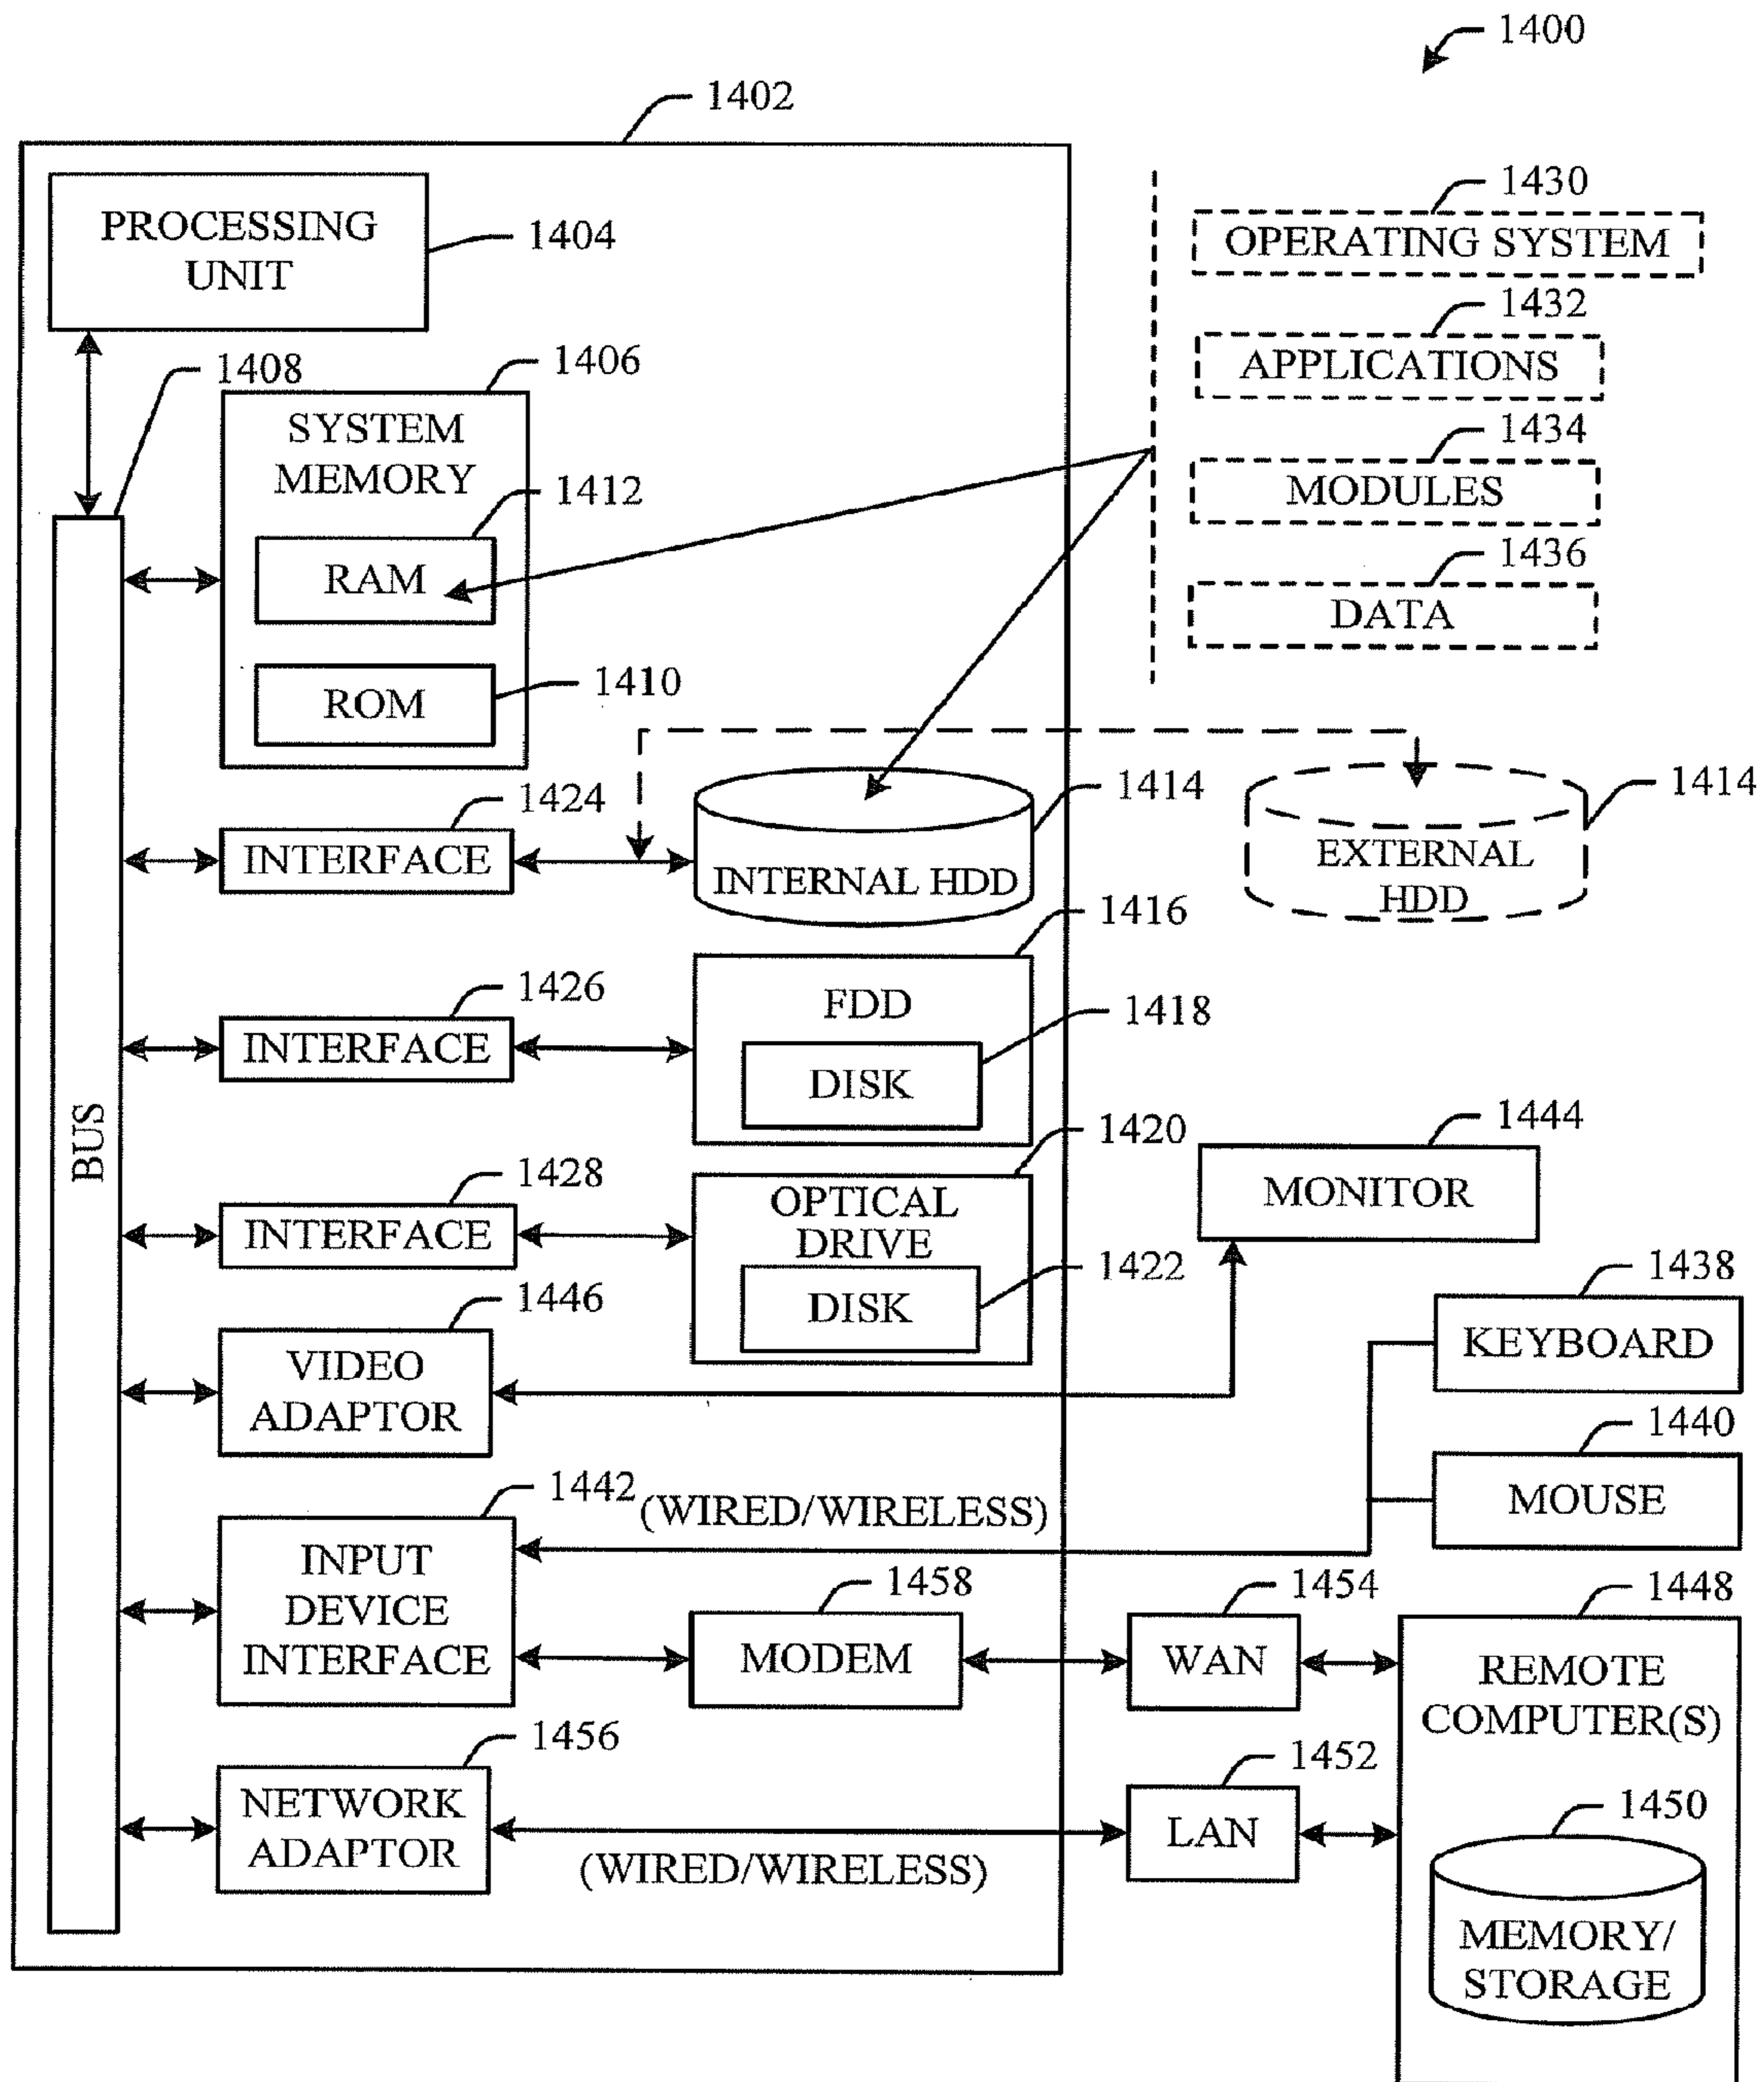 1400
1402
PROCESSING
UNIT
1404
1430
OPERATING SYSTEM
1432
APPLICATIONS
1434
MODULES
1436
DATA
1408
1406
SYSTEM
MEMORY
1412
RAM
1410
ROM
1424
INTERFACE
1414
INTERNAL HDD
1414
EXTERNAL
HDD
1426
INTERFACE
1416
FDD
1418
DISK
BUS
1428
INTERFACE
1420
OPTICAL
DRIVE
1422
DISK
1444
MONITOR
1446
VIDEO
ADAPTOR
1438
KEYBOARD
1440
MOUSE
1442
(WIRED/WIRELESS)
INPUT
DEVICE
INTERFACE
1458
MODEM
1454
WAN
1448
REMOTE
COMPUTER(S)
1456
NETWORK
ADAPTOR
(WIRED/WIRELESS)
1452
LAN
1450
MEMORY/
STORAGE